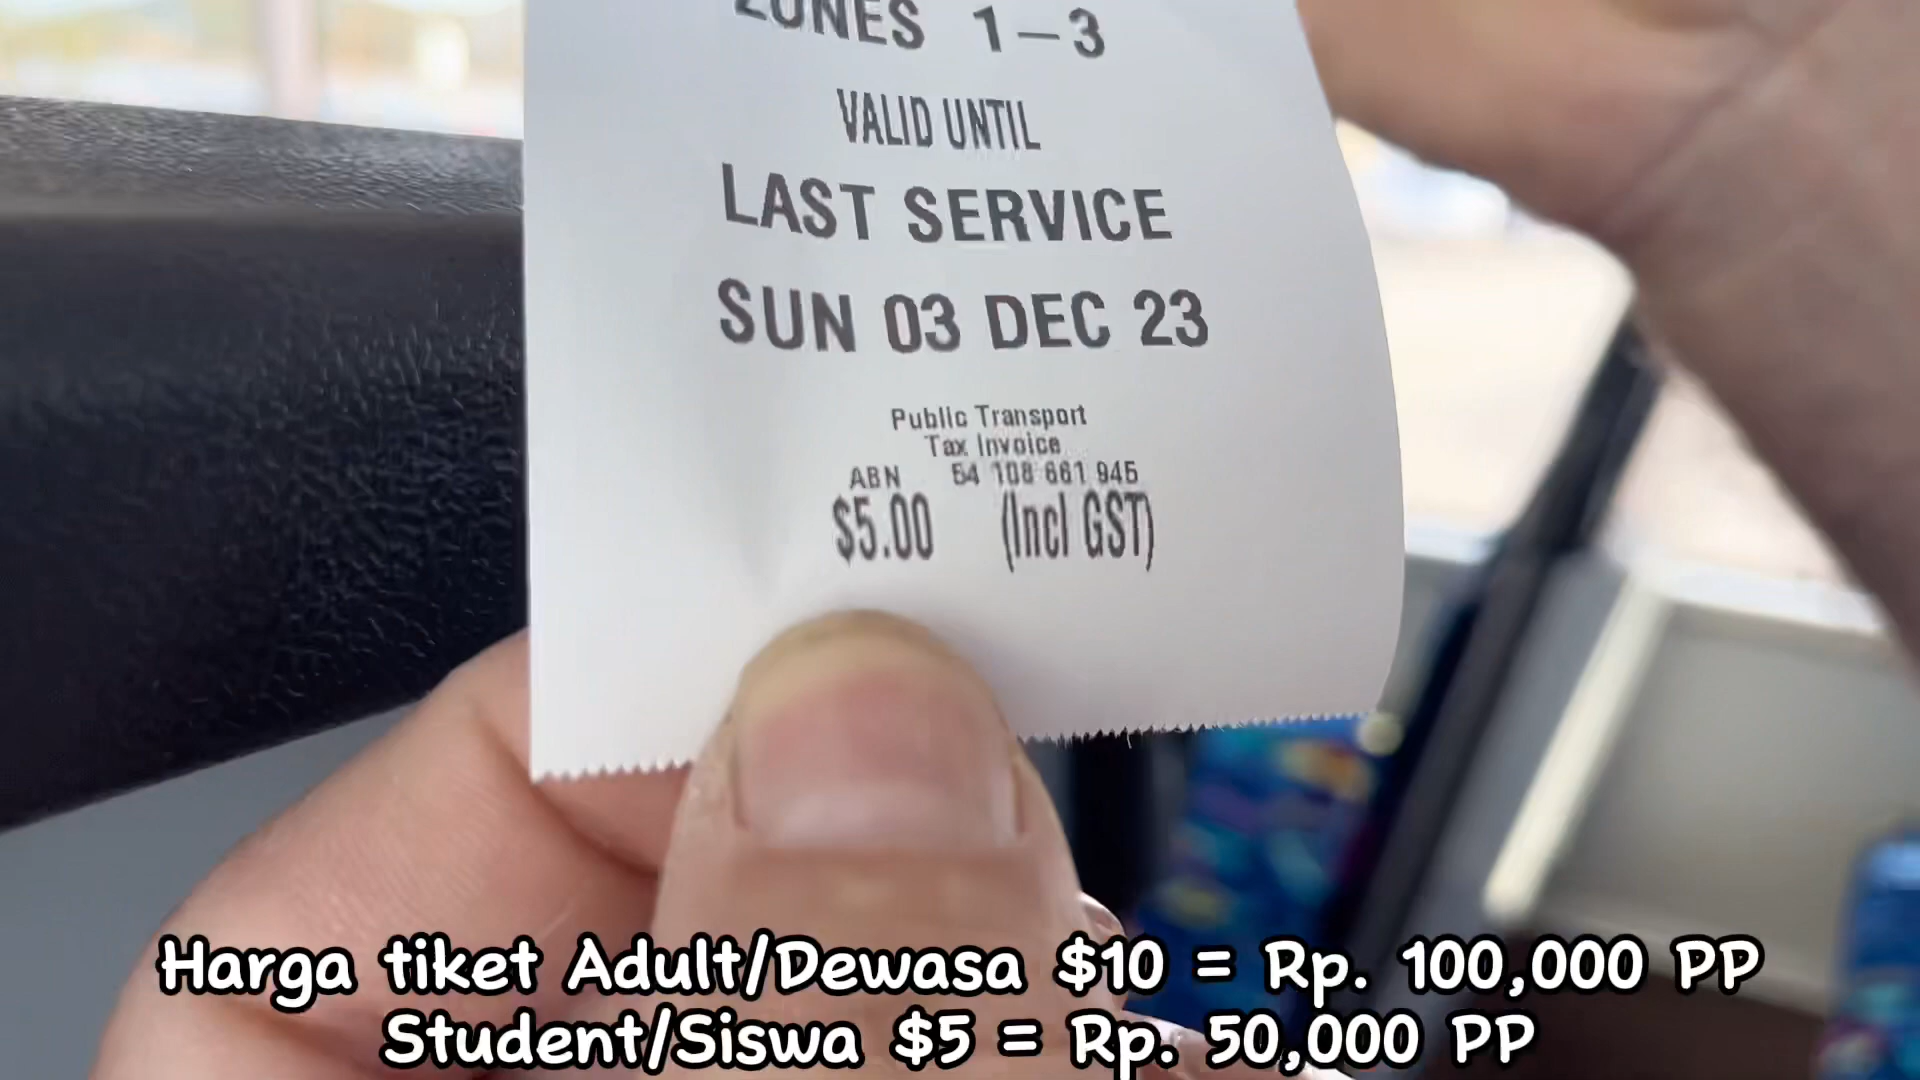 ZONES 1-3
VALID UNTIL
LAST SERVICE
SUN 03 DEC 23
Public Transport
Tax Invoice
ABN 54 108 661 945
$5.00 (Incl GST)
Harga tiket Adult/Dewasa $10 = Rp. 100,000 PP
Student/Siswa $5 = Rp. 50,000 PP